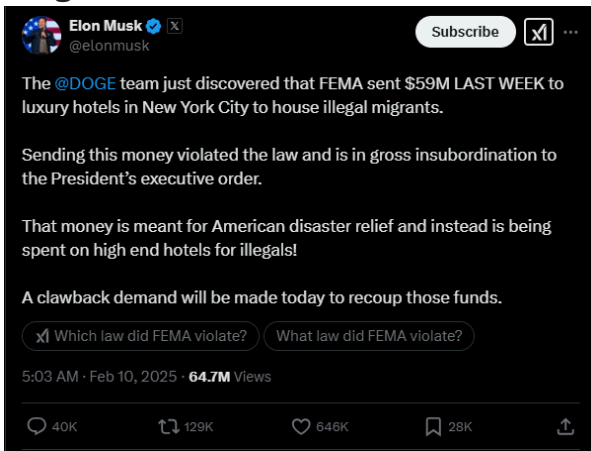 Elon Musk
@elonmusk
Subscribe
The @DOGE team just discovered that FEMA sent $59M LAST WEEK to
luxury hotels in New York City to house illegal migrants.
Sending this money violated the law and is in gross insubordination to
the President’s executive order.
That money is meant for American disaster relief and instead is being
spent on high end hotels for illegals!
A clawback demand will be made today to recoup those funds.
Which law did FEMA violate? What law did FEMA violate?
5:03 AM · Feb 10, 2025 · 64.7M Views
40K 129K 646K 28K